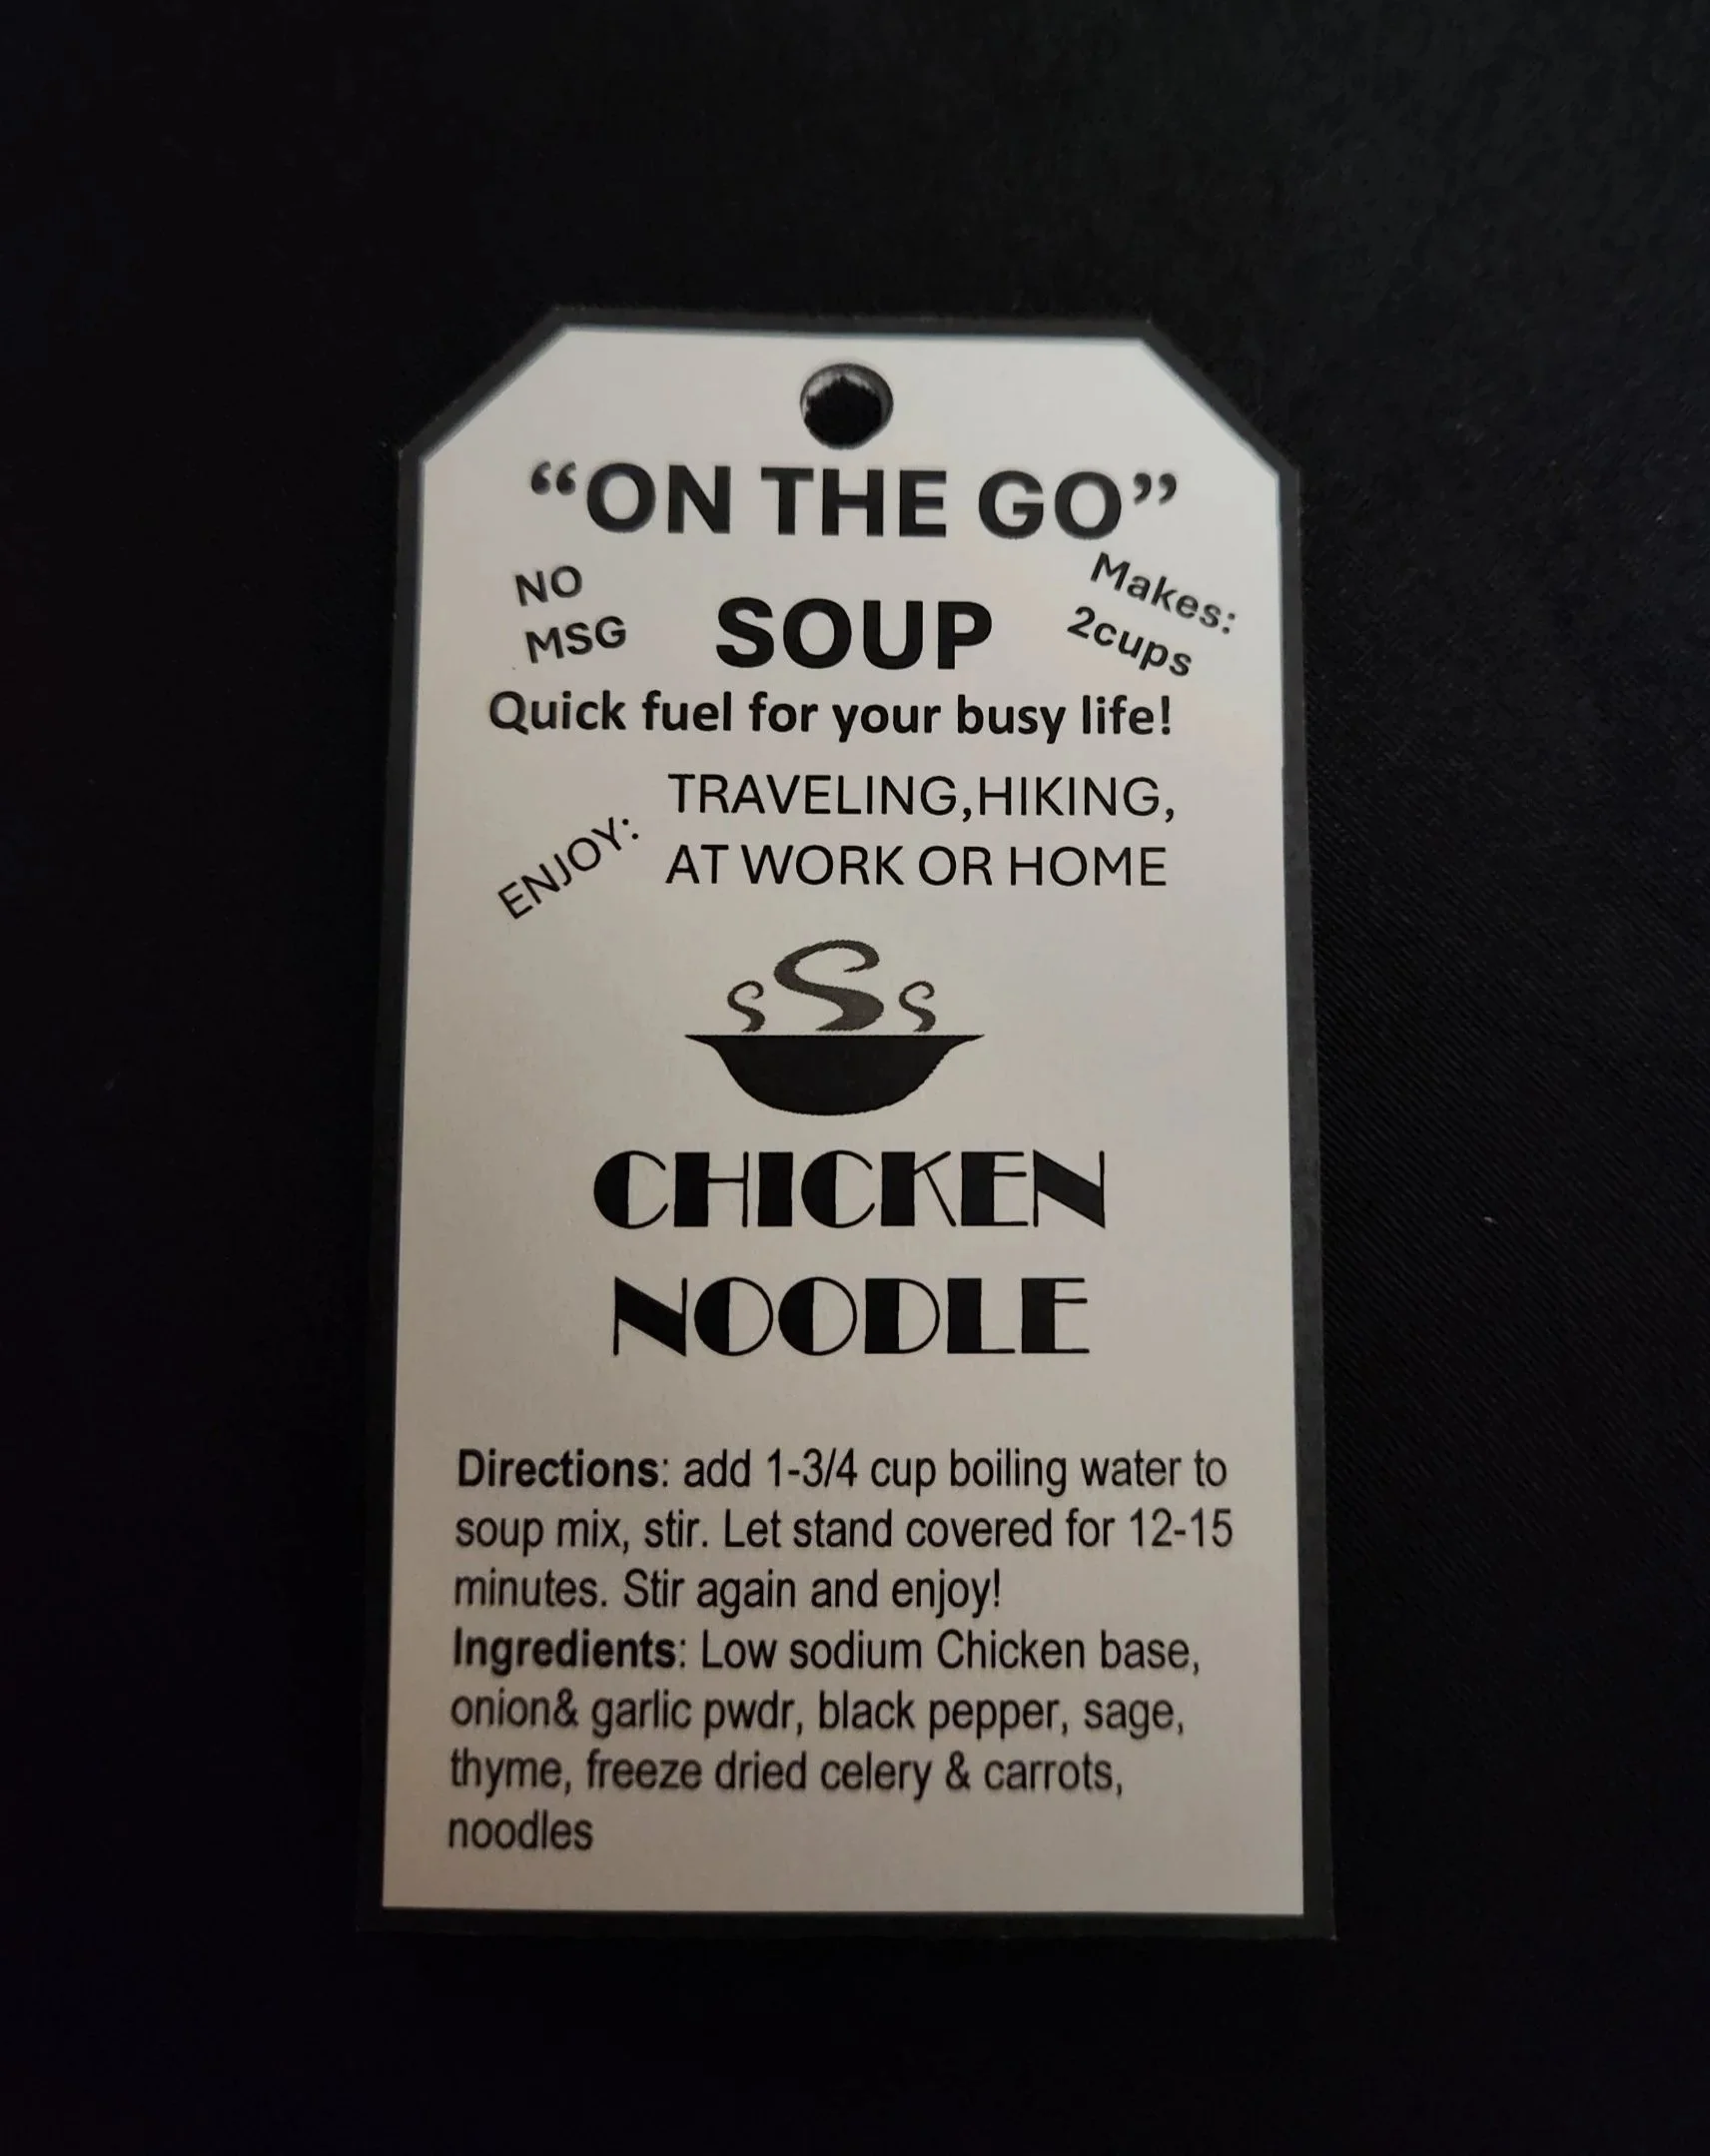 “ON THE GO”
NO
MSG
SOUP
Makes:
2cups
Quick fuel for your busy life!
ENJOY:
TRAVELING,HIKING,
AT WORK OR HOME
CHICKEN
NOODLE
Directions: add 1-3/4 cup boiling water to
soup mix, stir. Let stand covered for 12-15
minutes. Stir again and enjoy!
Ingredients: Low sodium Chicken base,
onion& garlic pwdr, black pepper, sage,
thyme, freeze dried celery & carrots,
noodles